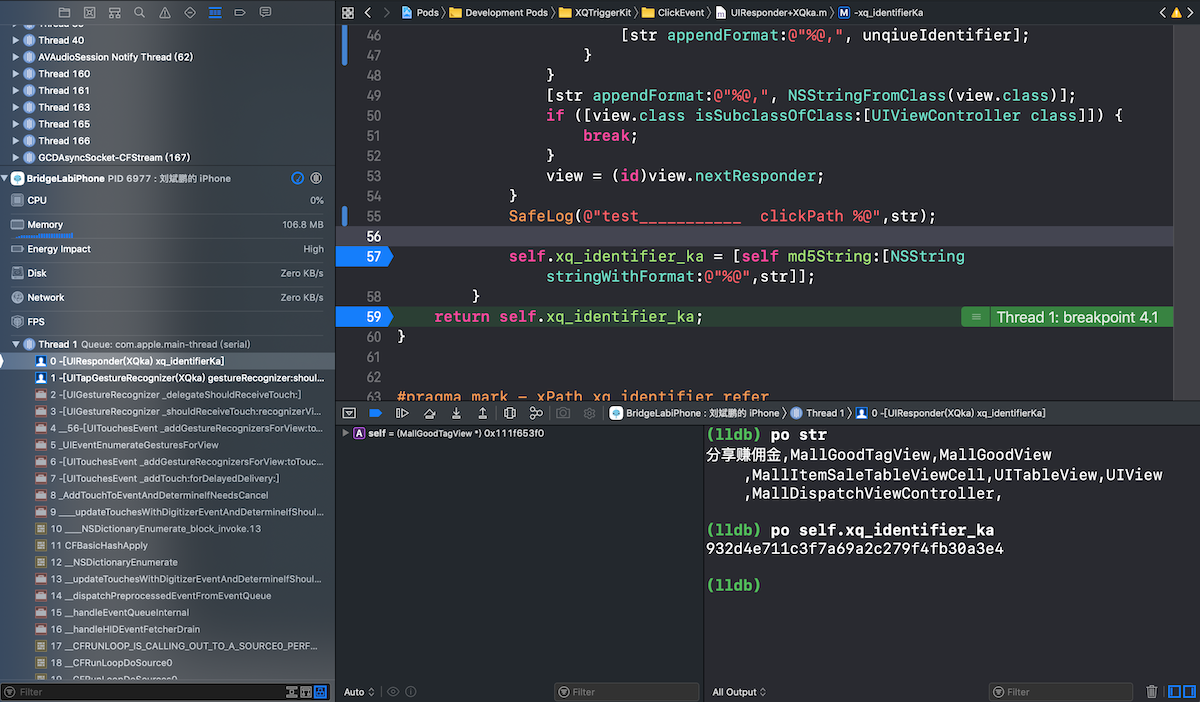 Thread 40
AVAudioSession Notify Thread (62)
Thread 160
Thread 161
Thread 163
Thread 165
Thread 166
GCDAsyncSocket-CFStream (167)
BridgeLabiPhone PID 6977 : 刘斌鹏的 iPhone
CPU 0%
Memory 106.8 MB
Energy Impact High
Disk Zero KB/s
Network Zero KB/s
FPS
Thread 1 Queue: com.apple.main-thread (serial)
0 -[UIResponder(XQka) xq_identifierKa]
1 -[UITapGestureRecognizer(XQka) gestureRecognizer:shoul...
2 -[UIGestureRecognizer _delegateShouldReceiveTouch:]
3 -[UIGestureRecognizer _shouldReceiveTouch:recognizerVi...
4 __56-[UITouchesEvent _addGestureRecognizersForView:to...
5 _UIEventEnumerateGesturesForView
6 -[UITouchesEvent _addGestureRecognizersForView:toTouc...
7 -[UITouchesEvent _addTouch:forDelayedDelivery:]
8 _AddTouchToEventAndDetermineIfNeedsCancel
9 ___updateTouchesWithDigitizerEventAndDetermineIfShoul...
10 ____NSDictionaryEnumerate_block_invoke.13
11 CFBasicHashApply
12 __NSDictionaryEnumerate
13 __updateTouchesWithDigitizerEventAndDetermineIfShoul...
14 __dispatchPreprocessedEventFromEventQueue
15 __handleEventQueueInternal
16 __handleHIDEventFetcherDrain
17 __CFRUNLOOP_IS_CALLING_OUT_TO_A_SOURCE0_PERF...
18 __CFRunLoopDoSource0
19 __CFRunLoopDoSources0
Filter
Pods Development Pods XQTriggerKit ClickEvent UIResponder+XQka.m M -xq_identifierKa
46 [str appendFormat:@"%@,", unqiueIdentifier];
47 }
48 }
49 [str appendFormat:@"%@,", NSStringFromClass(view.class)];
50 if ([view.class isSubclassOfClass:[UIViewController class]]) {
51 break;
52 }
53 view = (id)view.nextResponder;
54 }
55 SafeLog(@"test___________  clickPath %@",str);
56
57 self.xq_identifier_ka = [self md5String:[NSString
stringWithFormat:@"%@",str]];
58 }
59 return self.xq_identifier_ka; Thread 1: breakpoint 4.1
60 }
61
62
63 #pragma mark - xPath xq_identifier refer
BridgeLabiPhone : 刘斌鹏的 iPhone Thread 1 0 -[UIResponder(XQka) xq_identifierKa]
A self = (MallGoodTagView *) 0x111f653f0
Auto Filter
(lldb) po str
分享赚佣金,MallGoodTagView,MallGoodView
,MallItemSaleTableViewCell,UITableView,UIView
,MallDispatchViewController,
(lldb) po self.xq_identifier_ka
932d4e711c3f7a69a2c279f4fb30a3e4
(lldb)
All Output Filter